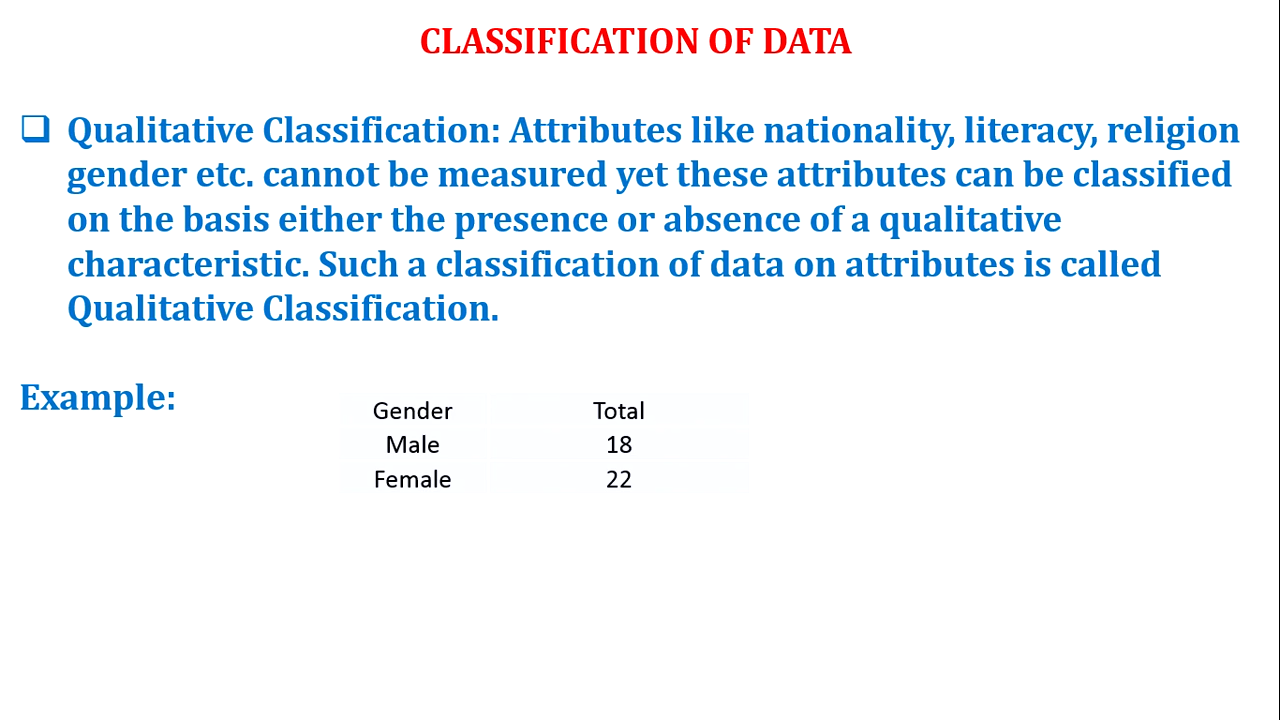 CLASSIFICATION OF DATA
❑ Qualitative Classification: Attributes like nationality, literacy, religion
gender etc. cannot be measured yet these attributes can be classified
on the basis either the presence or absence of a qualitative
characteristic. Such a classification of data on attributes is called
Qualitative Classification.
Example:
Gender Total
Male 18
Female 22